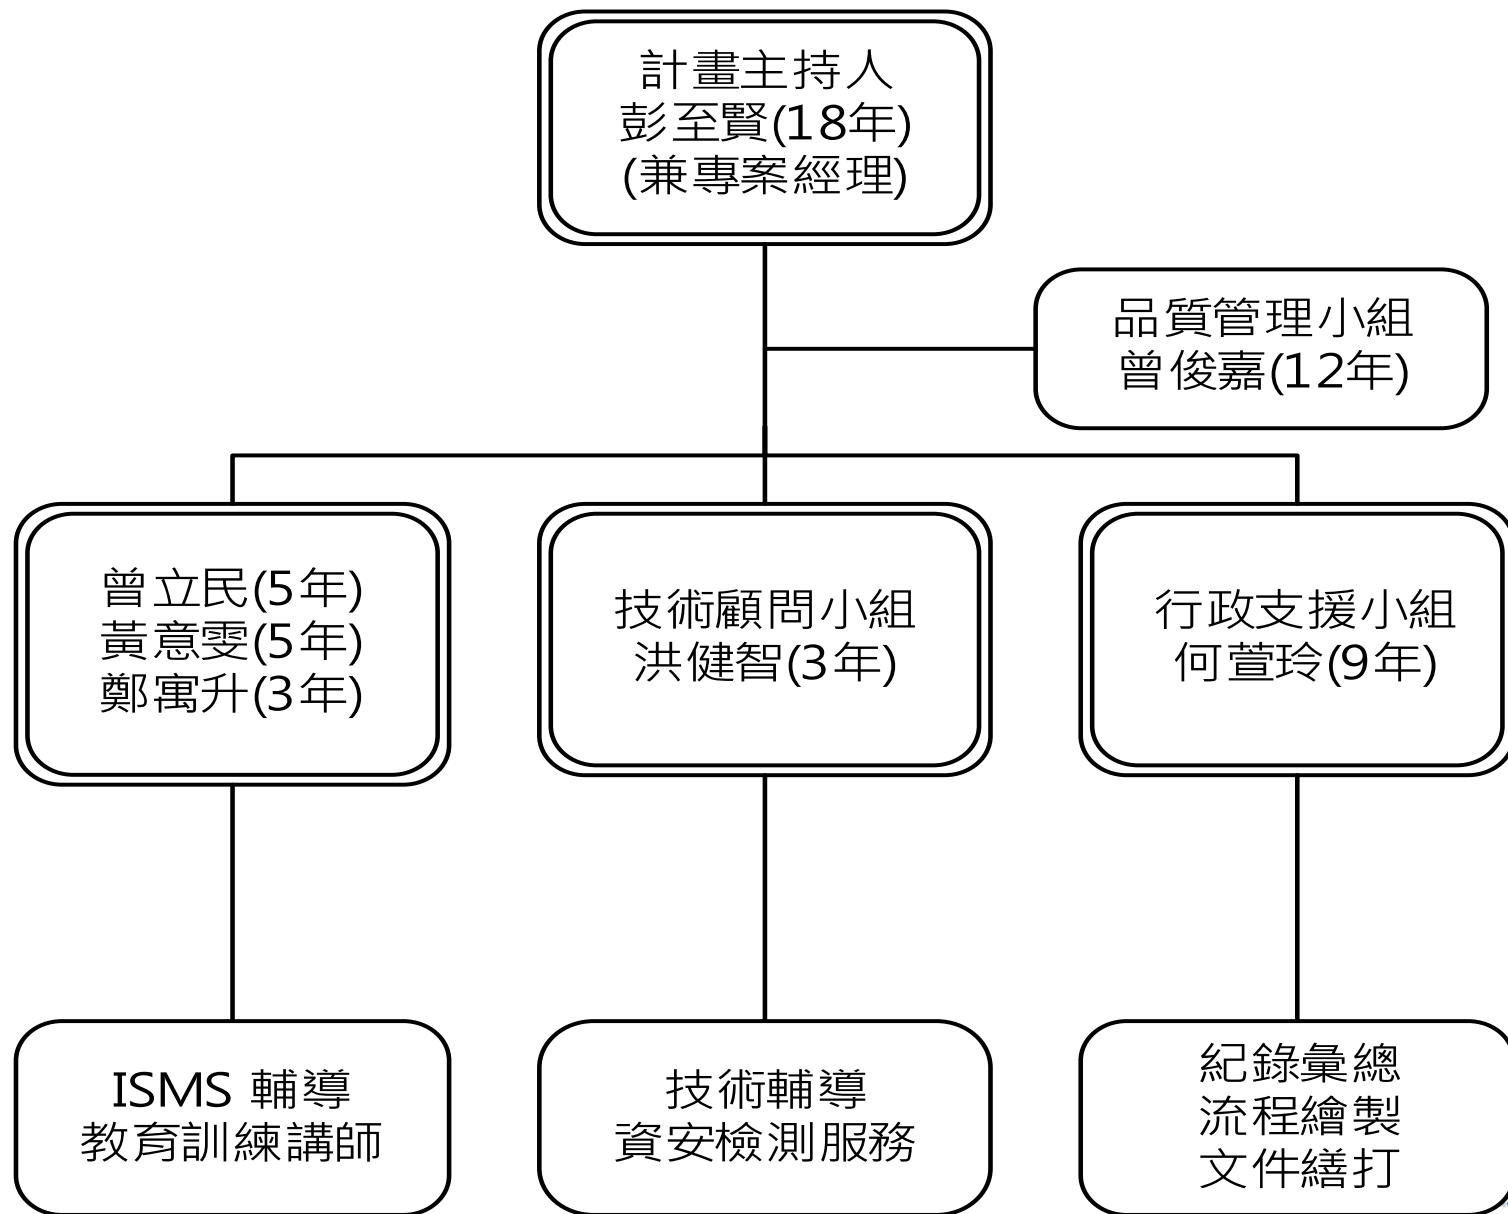 計畫主持人
彭至賢(18年)
(兼專案經理)
品質管理小組
曾俊嘉(12年)
曾立民(5年)
黃意雯(5年)
鄭寓升(3年)
技術顧問小組
洪健智(3年)
行政支援小組
何萱玲(9年)
ISMS 輔導
教育訓練講師
技術輔導
資安檢測服務
紀錄彙總
流程繪製
文件繕打